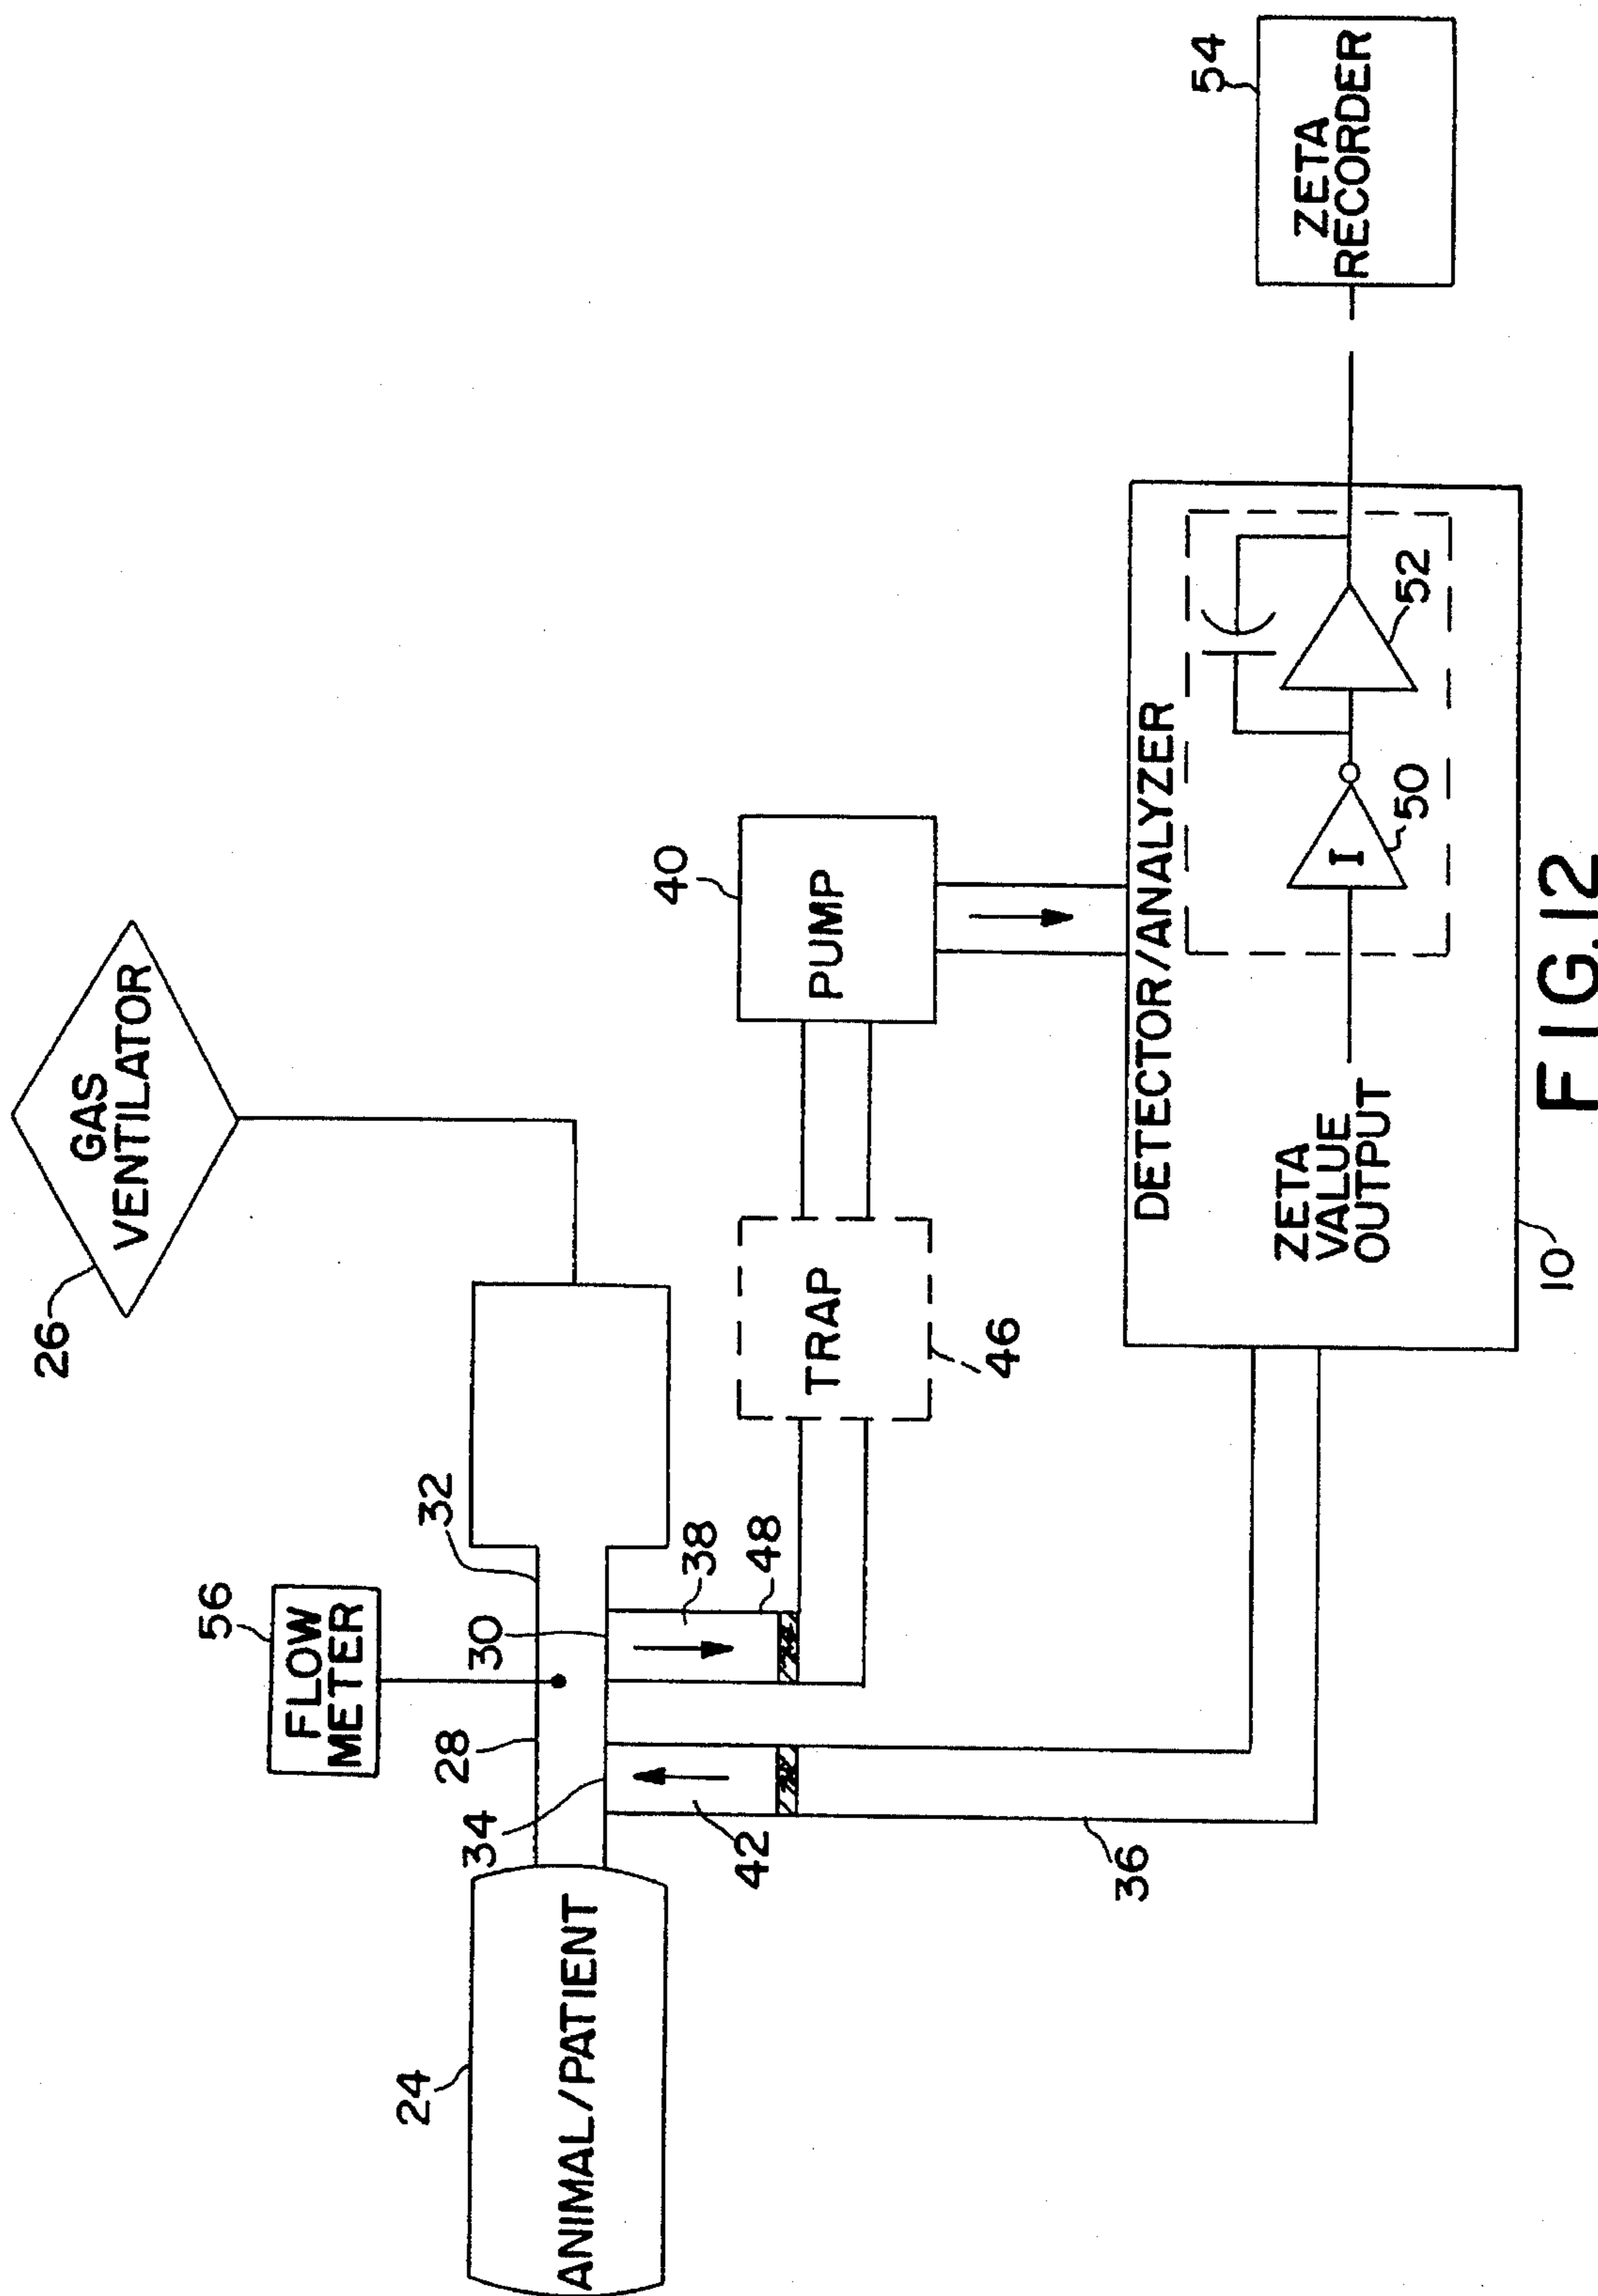 26
GAS
VENTILATOR
56
FLOW
METER
24
ANIMAL/PATIENT
34
28
30
32
42
38
48
36
TRAP
46
40
PUMP
DETECTOR/ANALYZER
ZETA
VALUE
OUTPUT
I
50
52
10
54
ZETA
RECORDER
FIG.12